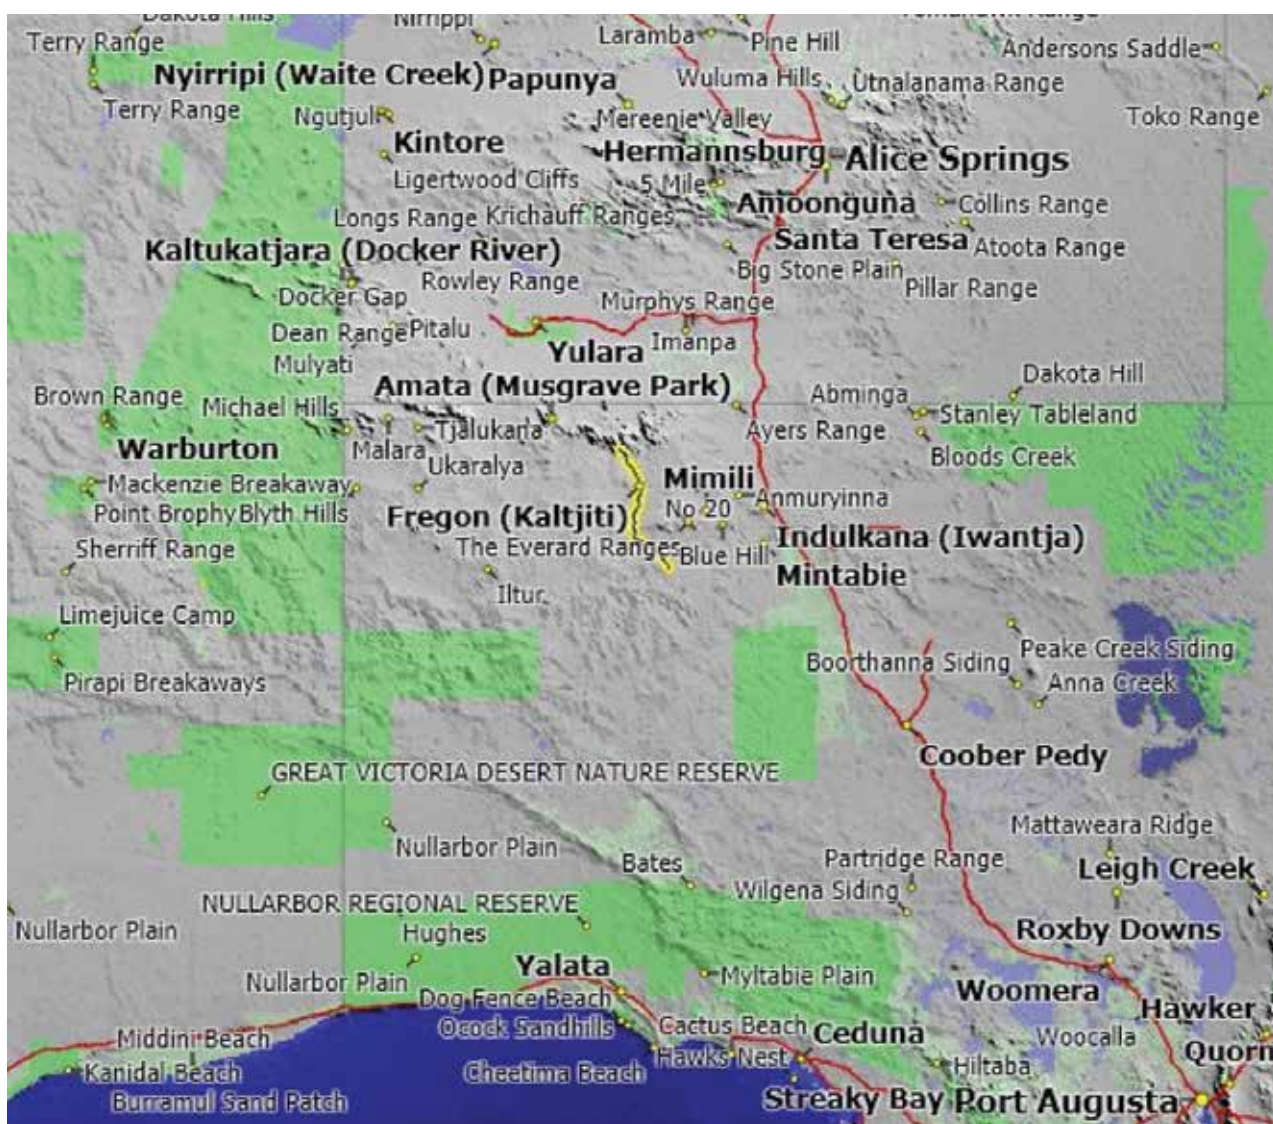 Dakota Hills
Nirrippi
Terry Range
Laramba
Pine Hill
Andersons Saddle
Nyirripi (Waite Creek)
Papunya
Wuluma Hills
Utnalanama Range
Terry Range
Ngutjul
Mereenie Valley
Toko Range
Kintore
Hermannsburg
Alice Springs
Ligertwood Cliffs
5 Mile
Amoonguna
Collins Range
Longs Range
Krichauff Ranges
Kaltukatjara (Docker River)
Santa Teresa
Atoota Range
Big Stone Plain
Rowley Range
Docker Gap
Murphys Range
Pillar Range
Dean Range
Pitalu
Imanpa
Yulara
Mulyati
Amata (Musgrave Park)
Dakota Hill
Brown Range
Michael Hills
Abminga
Stanley Tableland
Tjalukana
Ayers Range
Warburton
Malara
Ukaralya
Bloods Creek
Mackenzie Breakaway
Mimili
Anmuryinna
Point Brophy
Blyth Hills
Fregon (Kaltjiti)
No 20
Indulkana (Iwantja)
Sherriff Range
The Everard Ranges
Blue Hill
Mintabie
Iltur
Limejuice Camp
Peake Creek Siding
Boorthanna Siding
Pirapi Breakaways
Anna Creek
Coober Pedy
GREAT VICTORIA DESERT NATURE RESERVE
Mattaweara Ridge
Nullarbor Plain
Bates
Partridge Range
Leigh Creek
Wilgena Siding
NULLARBOR REGIONAL RESERVE
Nullarbor Plain
Hughes
Roxby Downs
Yalata
Nullarbor Plain
Myltabie Plain
Dog Fence Beach
Woomera
Hawker
Middini Beach
Ocock Sandhills
Cactus Beach
Ceduna
Woocalla
Hawks Nest
Quorn
Kanidal Beach
Cheetima Beach
Hiltaba
Burramul Sand Patch
Streaky Bay
Port Augusta